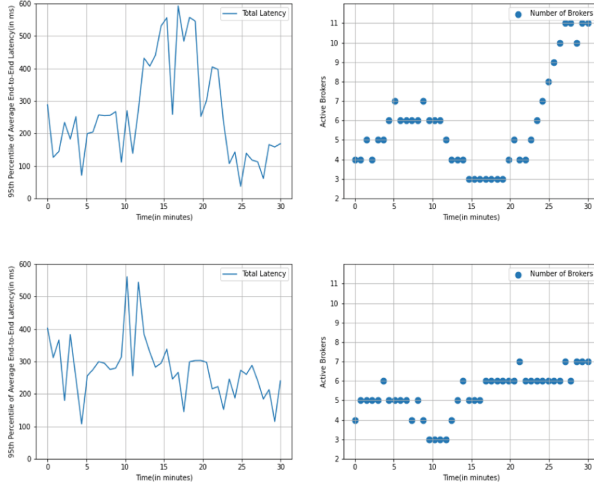 600
500
400
300
200
100
0
95th Percentile of Average End-to-End Latency(in ms)
Total Latency
0 5 10 15 20 25 30
Time(in minutes)
11
10
9
8
7
6
5
4
3
2
Active Brokers
Number of Brokers
0 5 10 15 20 25 30
Time(in minutes)
600
500
400
300
200
100
0
95th Percentile of Average End-to-End Latency(in ms)
Total Latency
0 5 10 15 20 25 30
Time(in minutes)
11
10
9
8
7
6
5
4
3
2
Active Brokers
Number of Brokers
0 5 10 15 20 25 30
Time(in minutes)